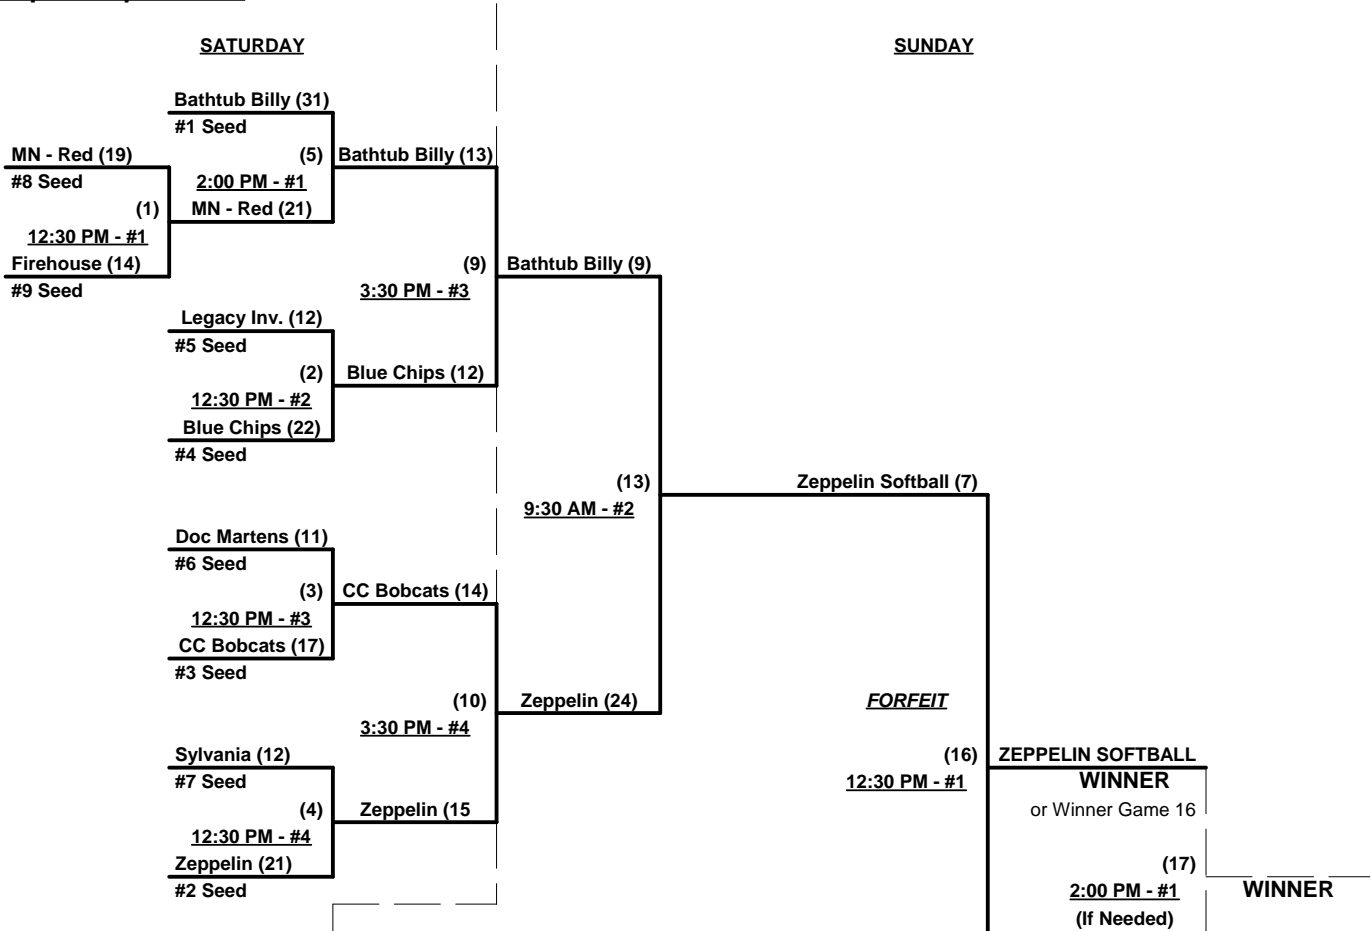 SATURDAY
SUNDAY
Bathtub Billy (31)
#1 Seed
MN - Red (19)
(5)
Bathtub Billy (13)
#8 Seed
2:00 PM - #1
(1)
MN - Red (21)
12:30 PM - #1
Firehouse (14)
(9)
Bathtub Billy (9)
#9 Seed
3:30 PM - #3
Legacy Inv. (12)
#5 Seed
(2)
Blue Chips (12)
12:30 PM - #2
Blue Chips (22)
#4 Seed
(13)
Zeppelin Softball (7)
9:30 AM - #2
Doc Martens (11)
#6 Seed
(3)
CC Bobcats (14)
12:30 PM - #3
CC Bobcats (17)
#3 Seed
(10)
Zeppelin (24)
FORFEIT
3:30 PM - #4
Sylvania (12)
(16)
ZEPPELIN SOFTBALL
#7 Seed
12:30 PM - #1
WINNER
(4)
Zeppelin (15
or Winner Game 16
12:30 PM - #4
Zeppelin (21)
(17)
#2 Seed
2:00 PM - #1
WINNER
(If Needed)